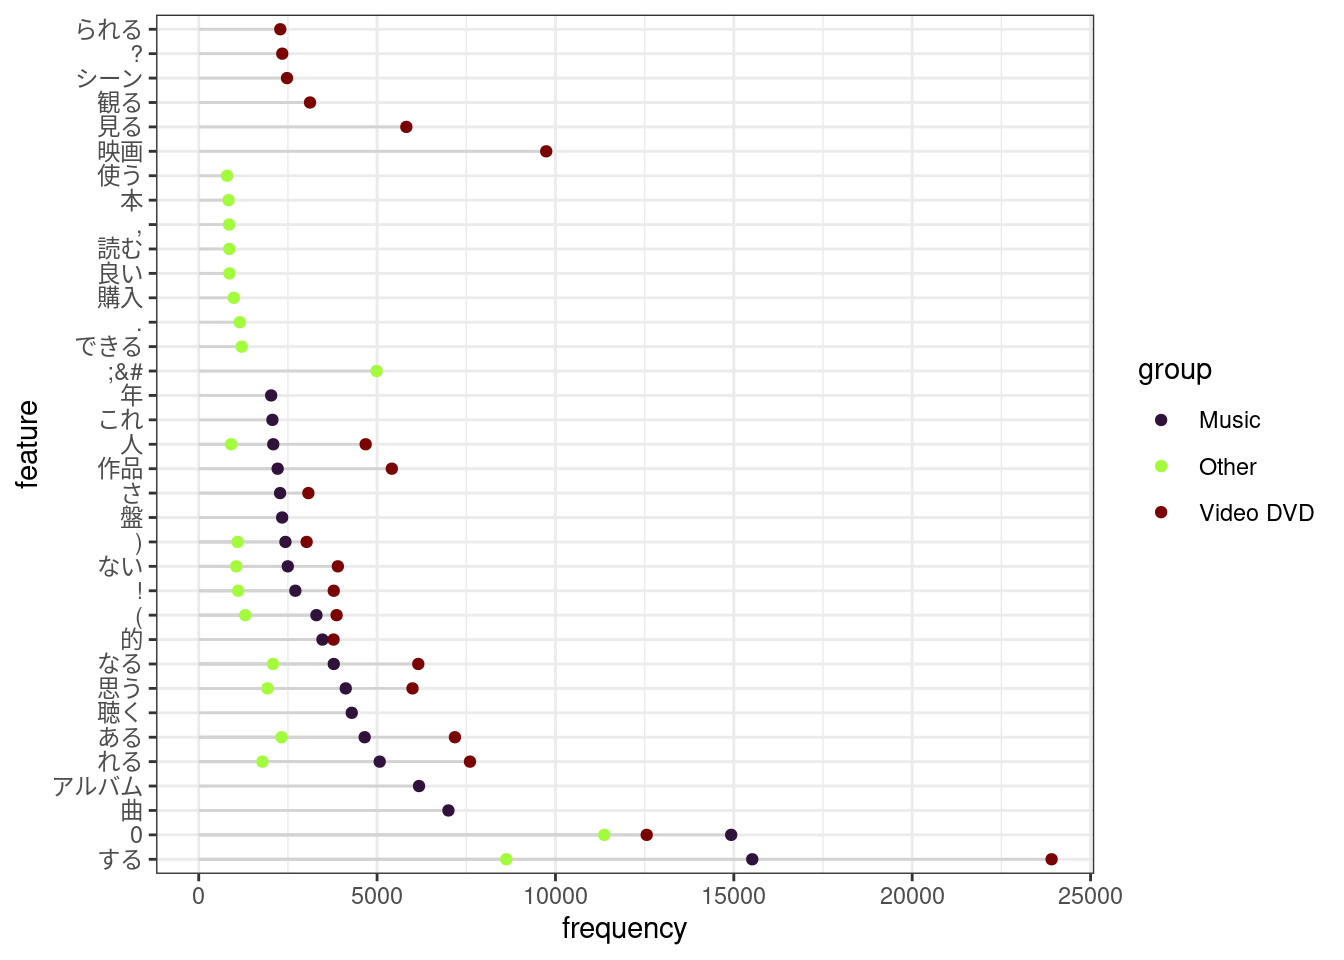 られる
?
シーン
観る
見る
映画
使う
本
,
読む
良い
購入
.
できる
;&#
年
これ
人
作品
さ
盤
)
ない
!
(
的
なる
思う
聴く
ある
れる
アルバム
曲
0
する
feature
0 5000 10000 15000 20000 25000
frequency
group
Music
Other
Video DVD